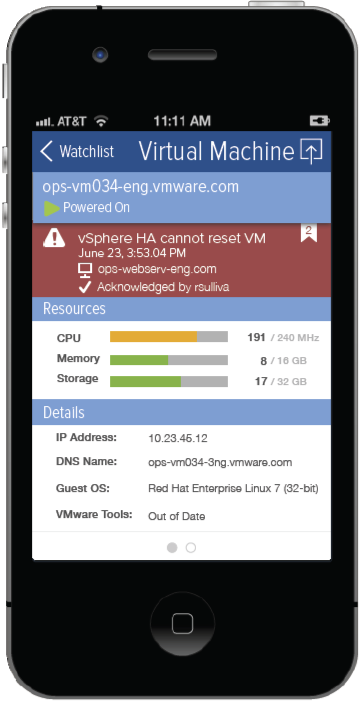 AT&T 11:11 AM
Watchlist Virtual Machine
ops-vm034-eng.vmware.com
Powered On
vSphere HA cannot reset VM 2
June 23, 3:53.04 PM
ops-webserv-eng.com
Acknowledged by rsulliva
Resources
CPU 191 / 240 MHz
Memory 8 / 16 GB
Storage 17 / 32 GB
Details
IP Address: 10.23.45.12
DNS Name: ops-vm034-3ng.vmware.com
Guest OS: Red Hat Enterprise Linux 7 (32-bit)
VMware Tools: Out of Date